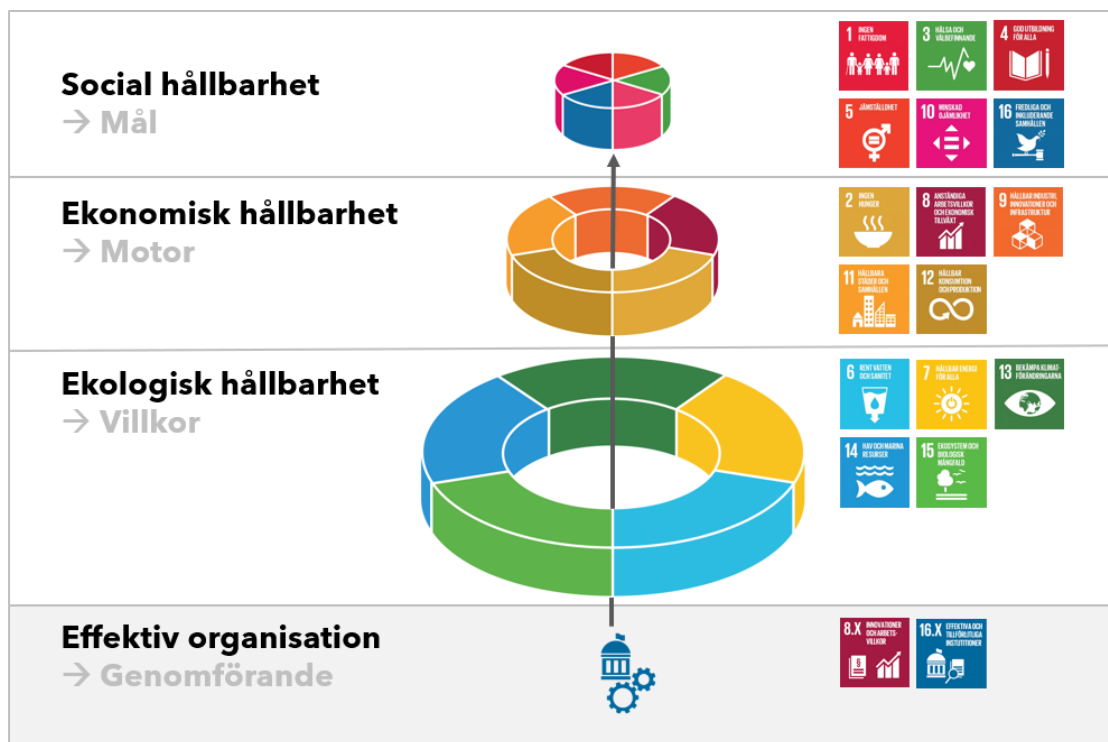 Social hållbarhet
→ Mål
1 INGEN
FATTIGDOM
3 HÄLSA OCH
VÄLBEFINNANDE
4 GOD UTBILDNING
FÖR ALLA
5 JÄMSTÄLLDHET
10 MINSKAD
OJÄMLIKHET
16 FREDLIGA OCH
INKLUDERANDE
SAMHÄLLEN
Ekonomisk hållbarhet
→ Motor
2 INGEN
HUNGER
8 ANSTÄNDIGA
ARBETSVILLKOR
OCH EKONOMISK
TILLVÄXT
9 HÅLLBAR INDUSTRI,
INNOVATIONER OCH
INFRASTRUKTUR
11 HÅLLBARA
STÄDER OCH
SAMHÄLLEN
12 HÅLLBAR
KONSUMTION
OCH PRODUKTION
Ekologisk hållbarhet
→ Villkor
6 RENT VATTEN
OCH SANITET
7 HÅLLBAR ENERGI
FÖR ALLA
13 BEKÄMPA KLIMAT-
FÖRÄNDRINGARNA
14 HAV OCH MARINA
RESURSER
15 EKOSYSTEM OCH
BIOLOGISK
MÅNGFALD
Effektiv organisation
→ Genomförande
8.X INNOVATIONER
OCH ARBETS-
VILLKOR
§
16.X EFFEKTIVA OCH
TILLFÖRLITLIGA
INSTITUTIONER